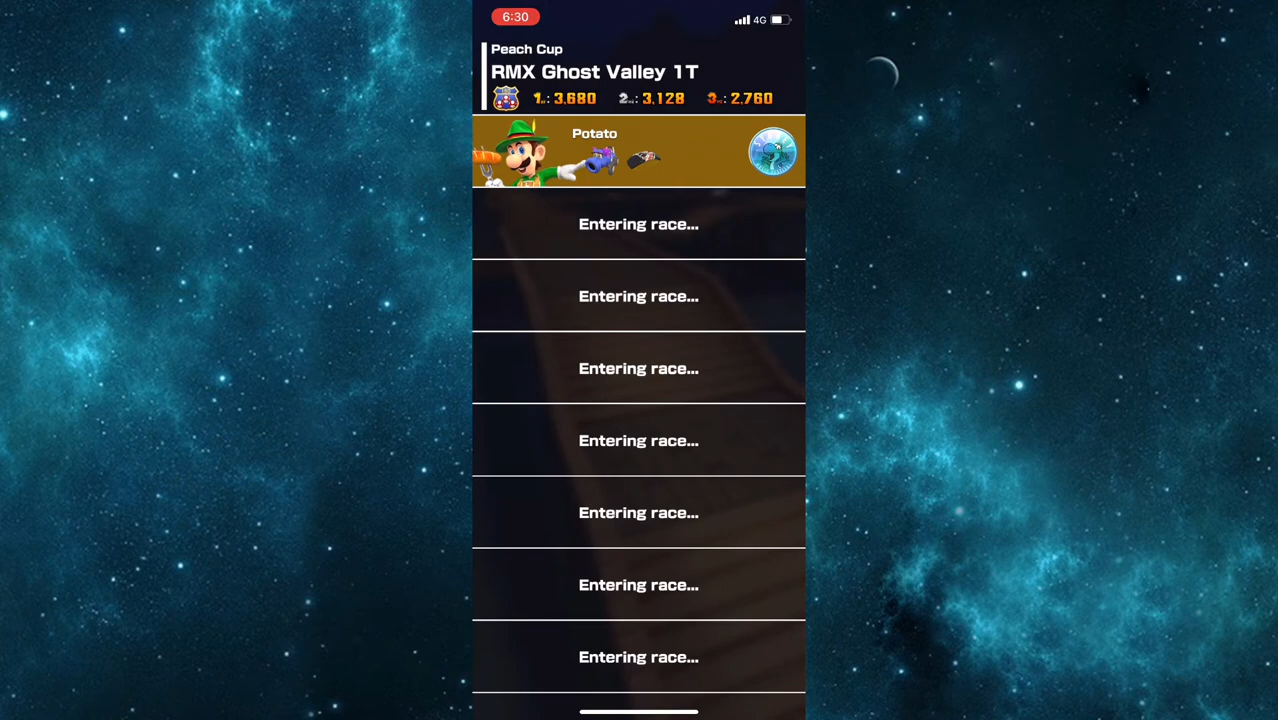 6:30
4G
Peach Cup
RMX Ghost Valley 1T
1st: 3,680 2nd: 3,128 3rd: 2,760
Potato
Entering race...
Entering race...
Entering race...
Entering race...
Entering race...
Entering race...
Entering race...